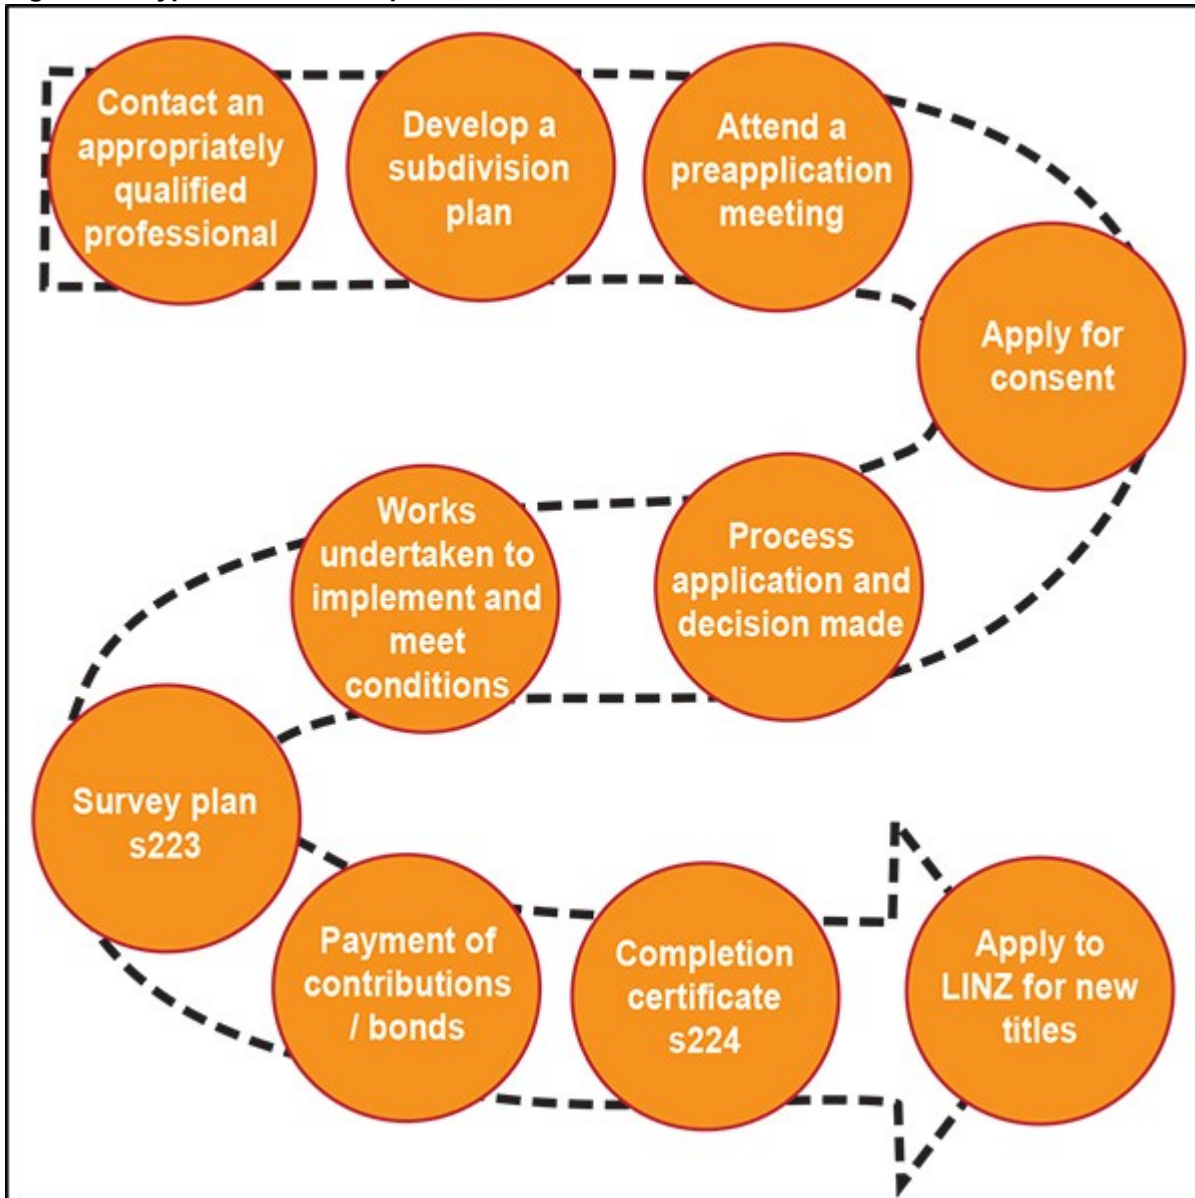 Contact an
appropriately
qualified
professional
Develop a
subdivision
plan
Attend a
preapplication
meeting
Apply for
consent
Process
application and
decision made
Works
undertaken to
implement and
meet
conditions
Survey plan
s223
Payment of
contributions
/ bonds
Completion
certificate
s224
Apply to
LINZ for new
titles